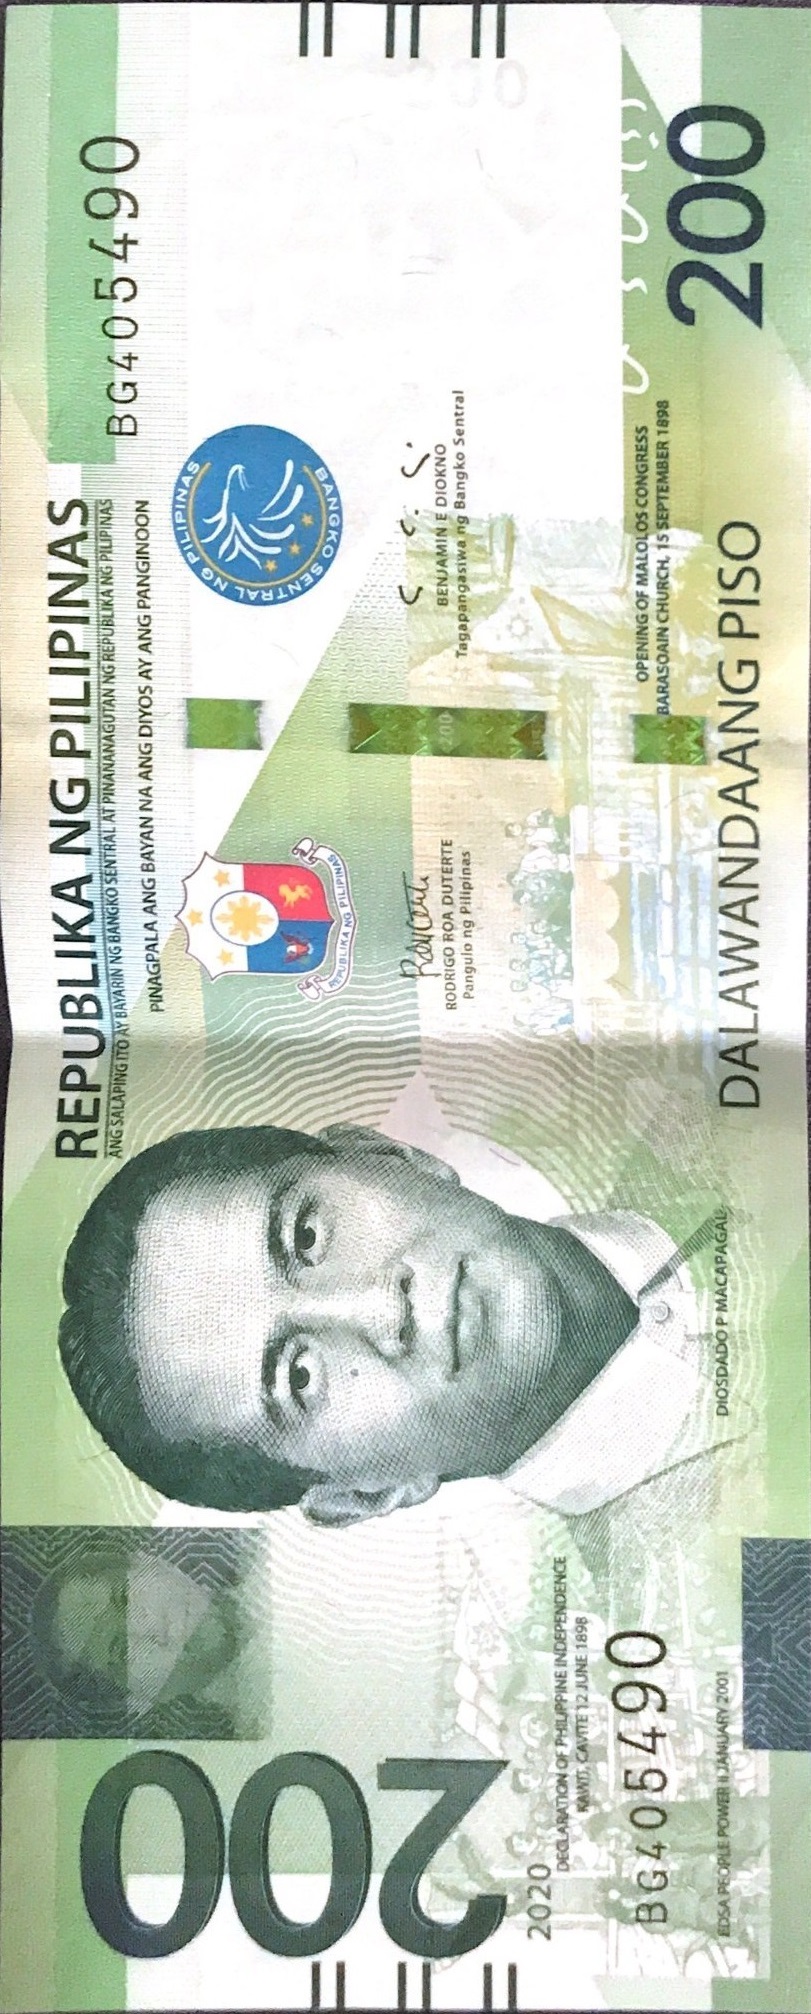 200
REPUBLIKA NG PILIPINAS
ANG SALAPING ITO AY BAYARIN NG BANGKO SENTRAL AT PINANANAGUTAN NG REPUBLIKA NG PILIPINAS
PINAGPALA ANG BAYAN NA ANG DIYOS AY ANG PANGINOON
BG405490
REPUBLIKA NG PILIPINAS
BANGKO SENTRAL NG PILIPINAS
200
RODRIGO ROA DUTERTE
Pangulo ng Pilipinas
BENJAMIN E DIOKNO
Tagapangasiwa ng Bangko Sentral
200
2020
DECLARATION OF PHILIPPINE INDEPENDENCE
KAWIT, CAVITE 12 JUNE 1898
BG405490
EDSA PEOPLE POWER II JANUARY 2001
DIOSDADO P MACAPAGAL
OPENING OF MALOLOS CONGRESS
BARASOAIN CHURCH, 15 SEPTEMBER 1898
DALAWANDAANG PISO
200